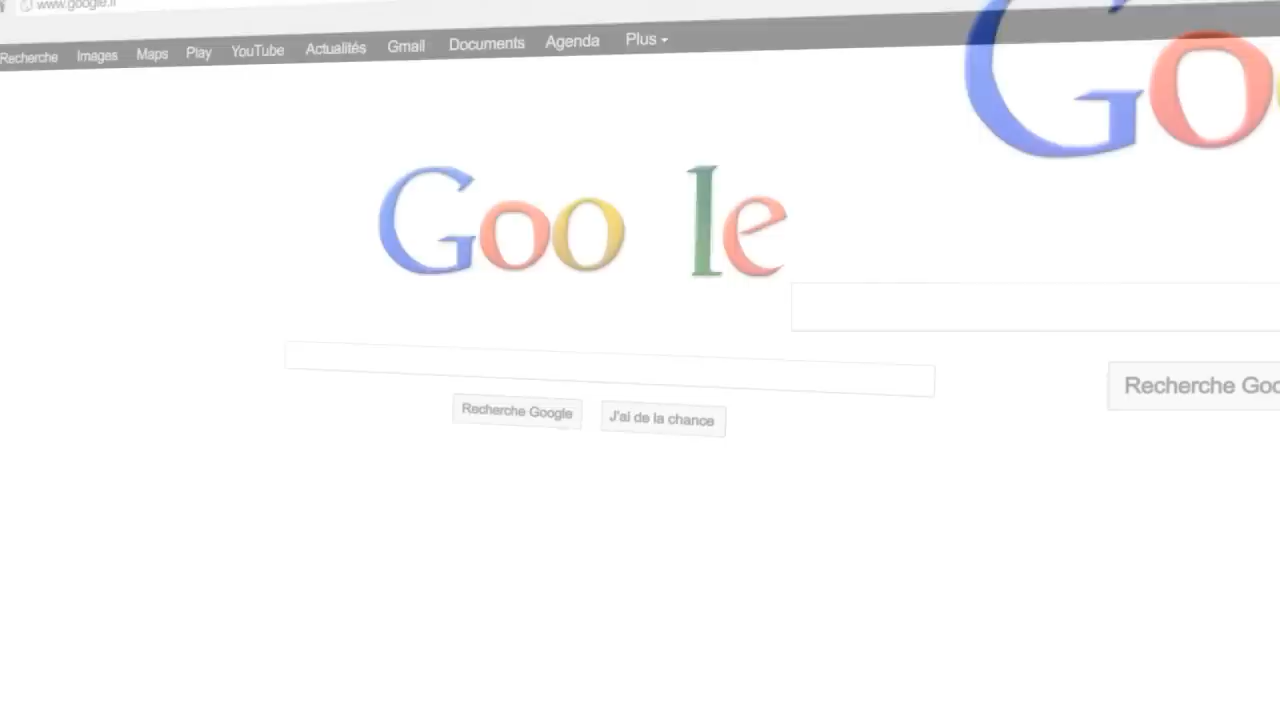 www.google.fr
Recherche Images Maps Play YouTube Actualités Gmail Documents Agenda Plus
Go
Goo le
Recherche Goo
Recherche Google J'ai de la chance